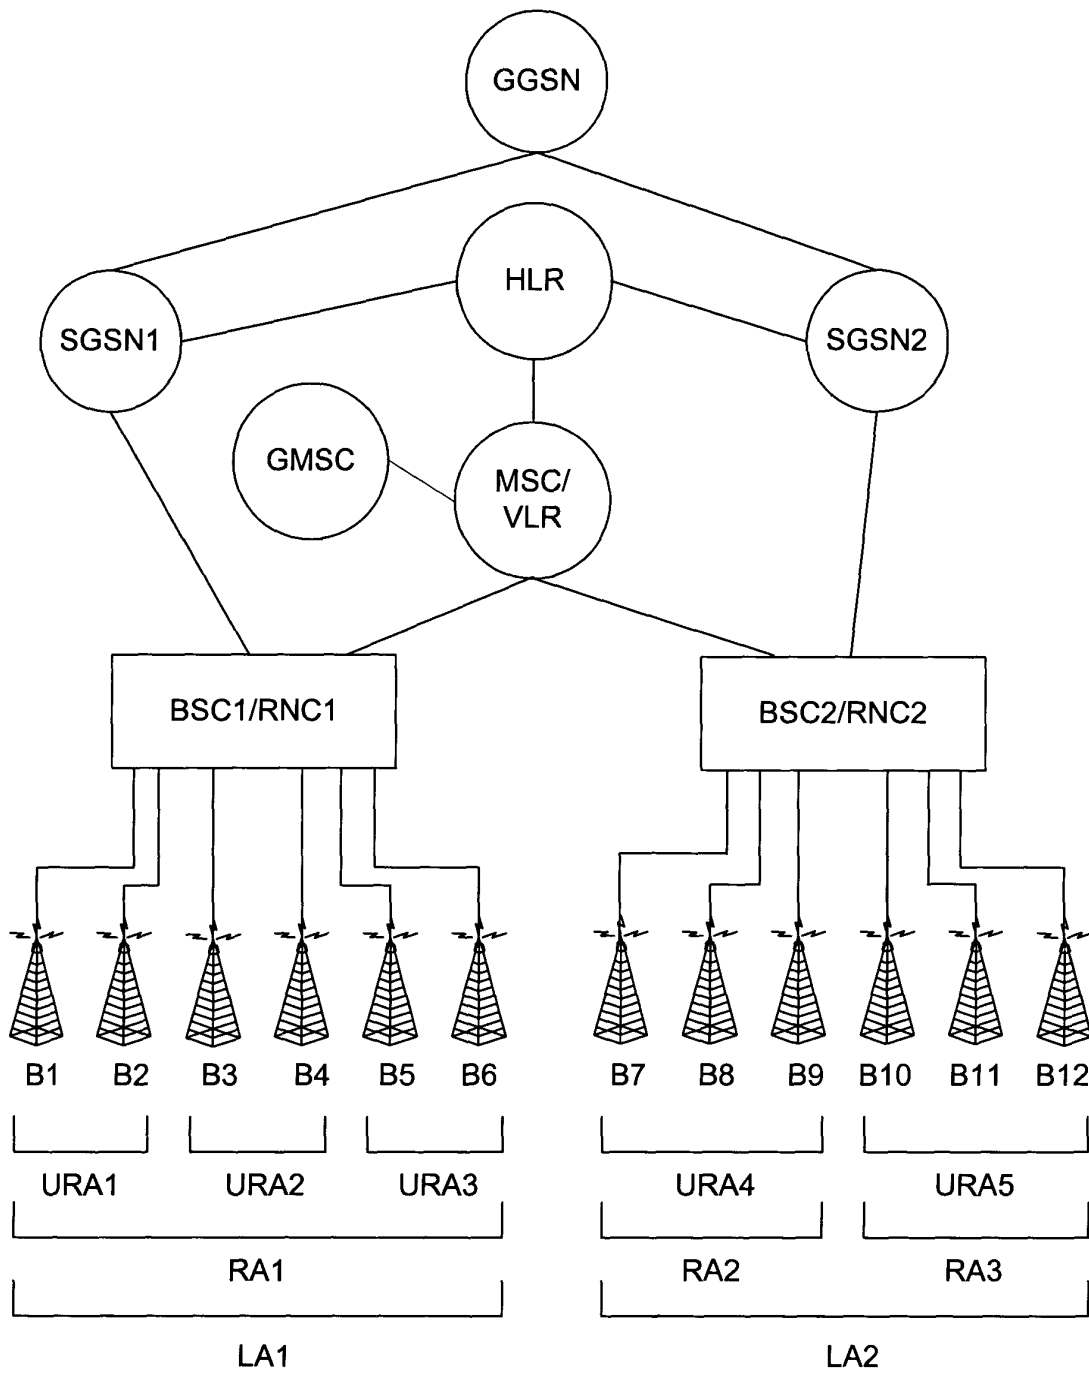 GGSN
HLR
SGSN1
SGSN2
GMSC
MSC/
VLR
BSC1/RNC1
BSC2/RNC2
B1 B2 B3 B4 B5 B6 B7 B8 B9 B10 B11 B12
URA1 URA2 URA3 URA4 URA5
RA1 RA2 RA3
LA1 LA2